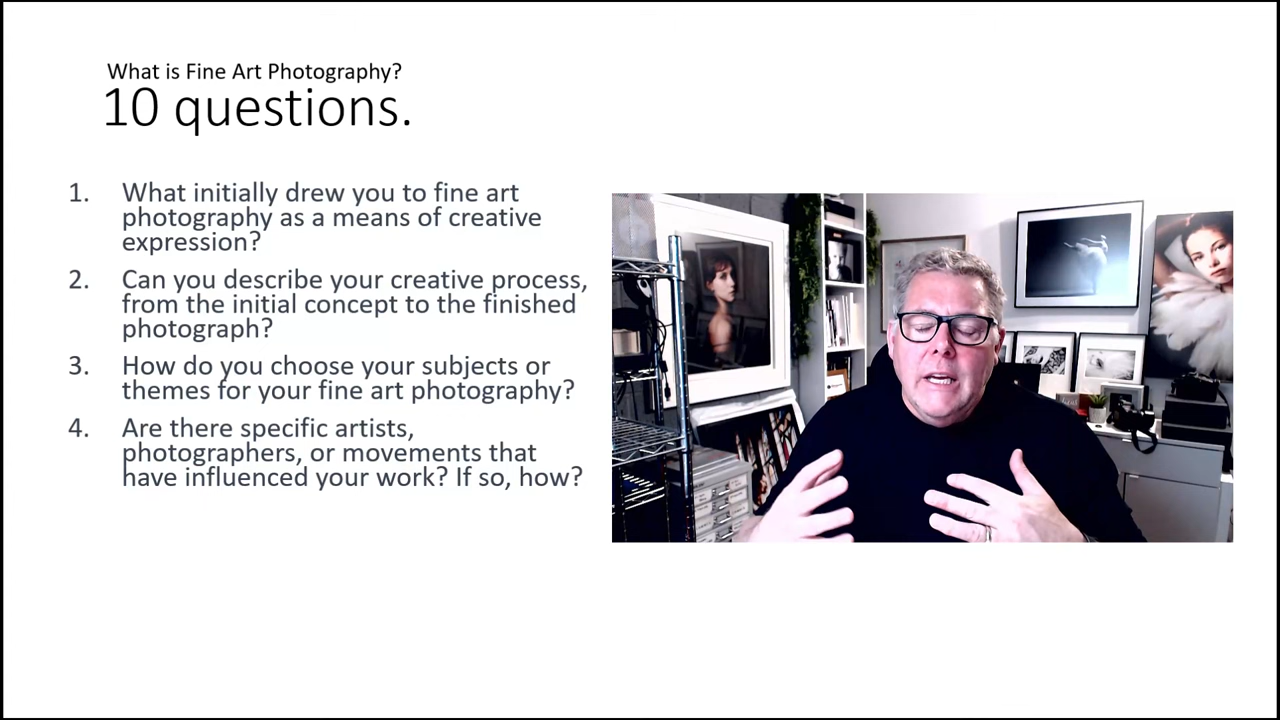 What is Fine Art Photography?
10 questions.
1. What initially drew you to fine art
photography as a means of creative
expression?
2. Can you describe your creative process,
from the initial concept to the finished
photograph?
3. How do you choose your subjects or
themes for your fine art photography?
4. Are there specific artists,
photographers, or movements that
have influenced your work? If so, how?